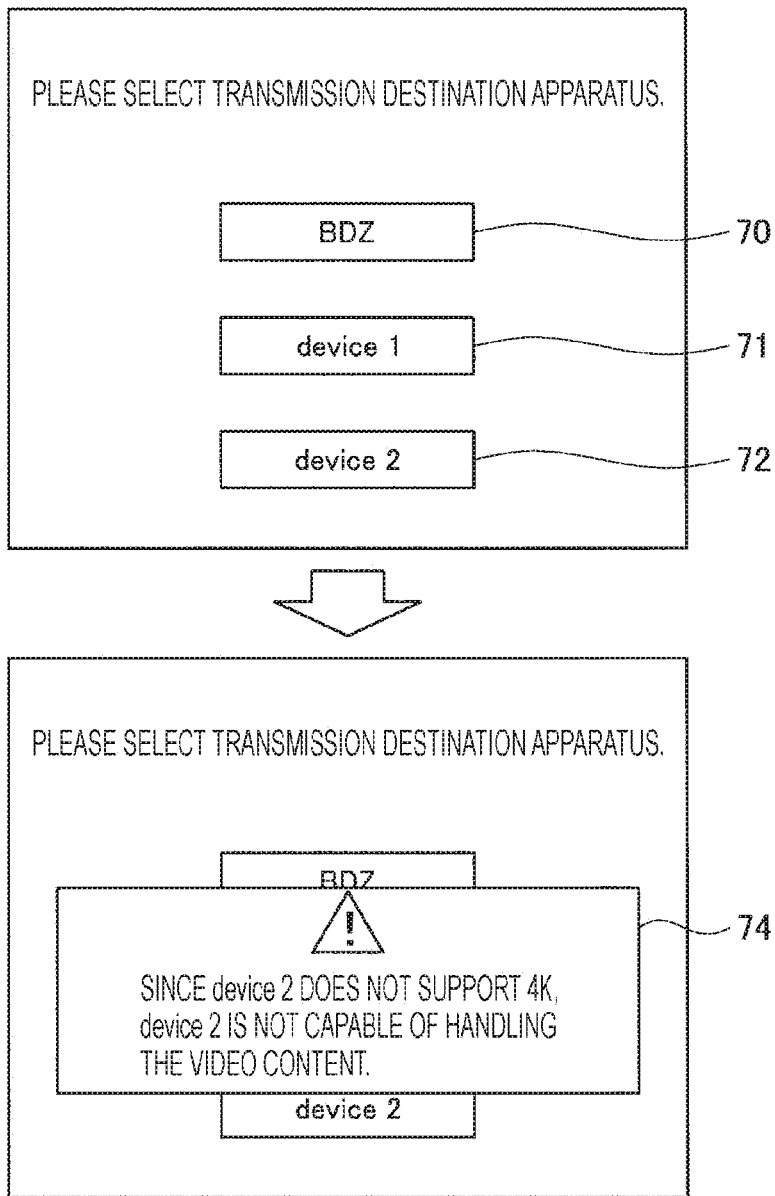 PLEASE SELECT TRANSMISSION DESTINATION APPARATUS.
BDZ
70
device 1
71
device 2
72
PLEASE SELECT TRANSMISSION DESTINATION APPARATUS.
BDZ
74
SINCE device 2 DOES NOT SUPPORT 4K,
device 2 IS NOT CAPABLE OF HANDLING
THE VIDEO CONTENT.
device 2